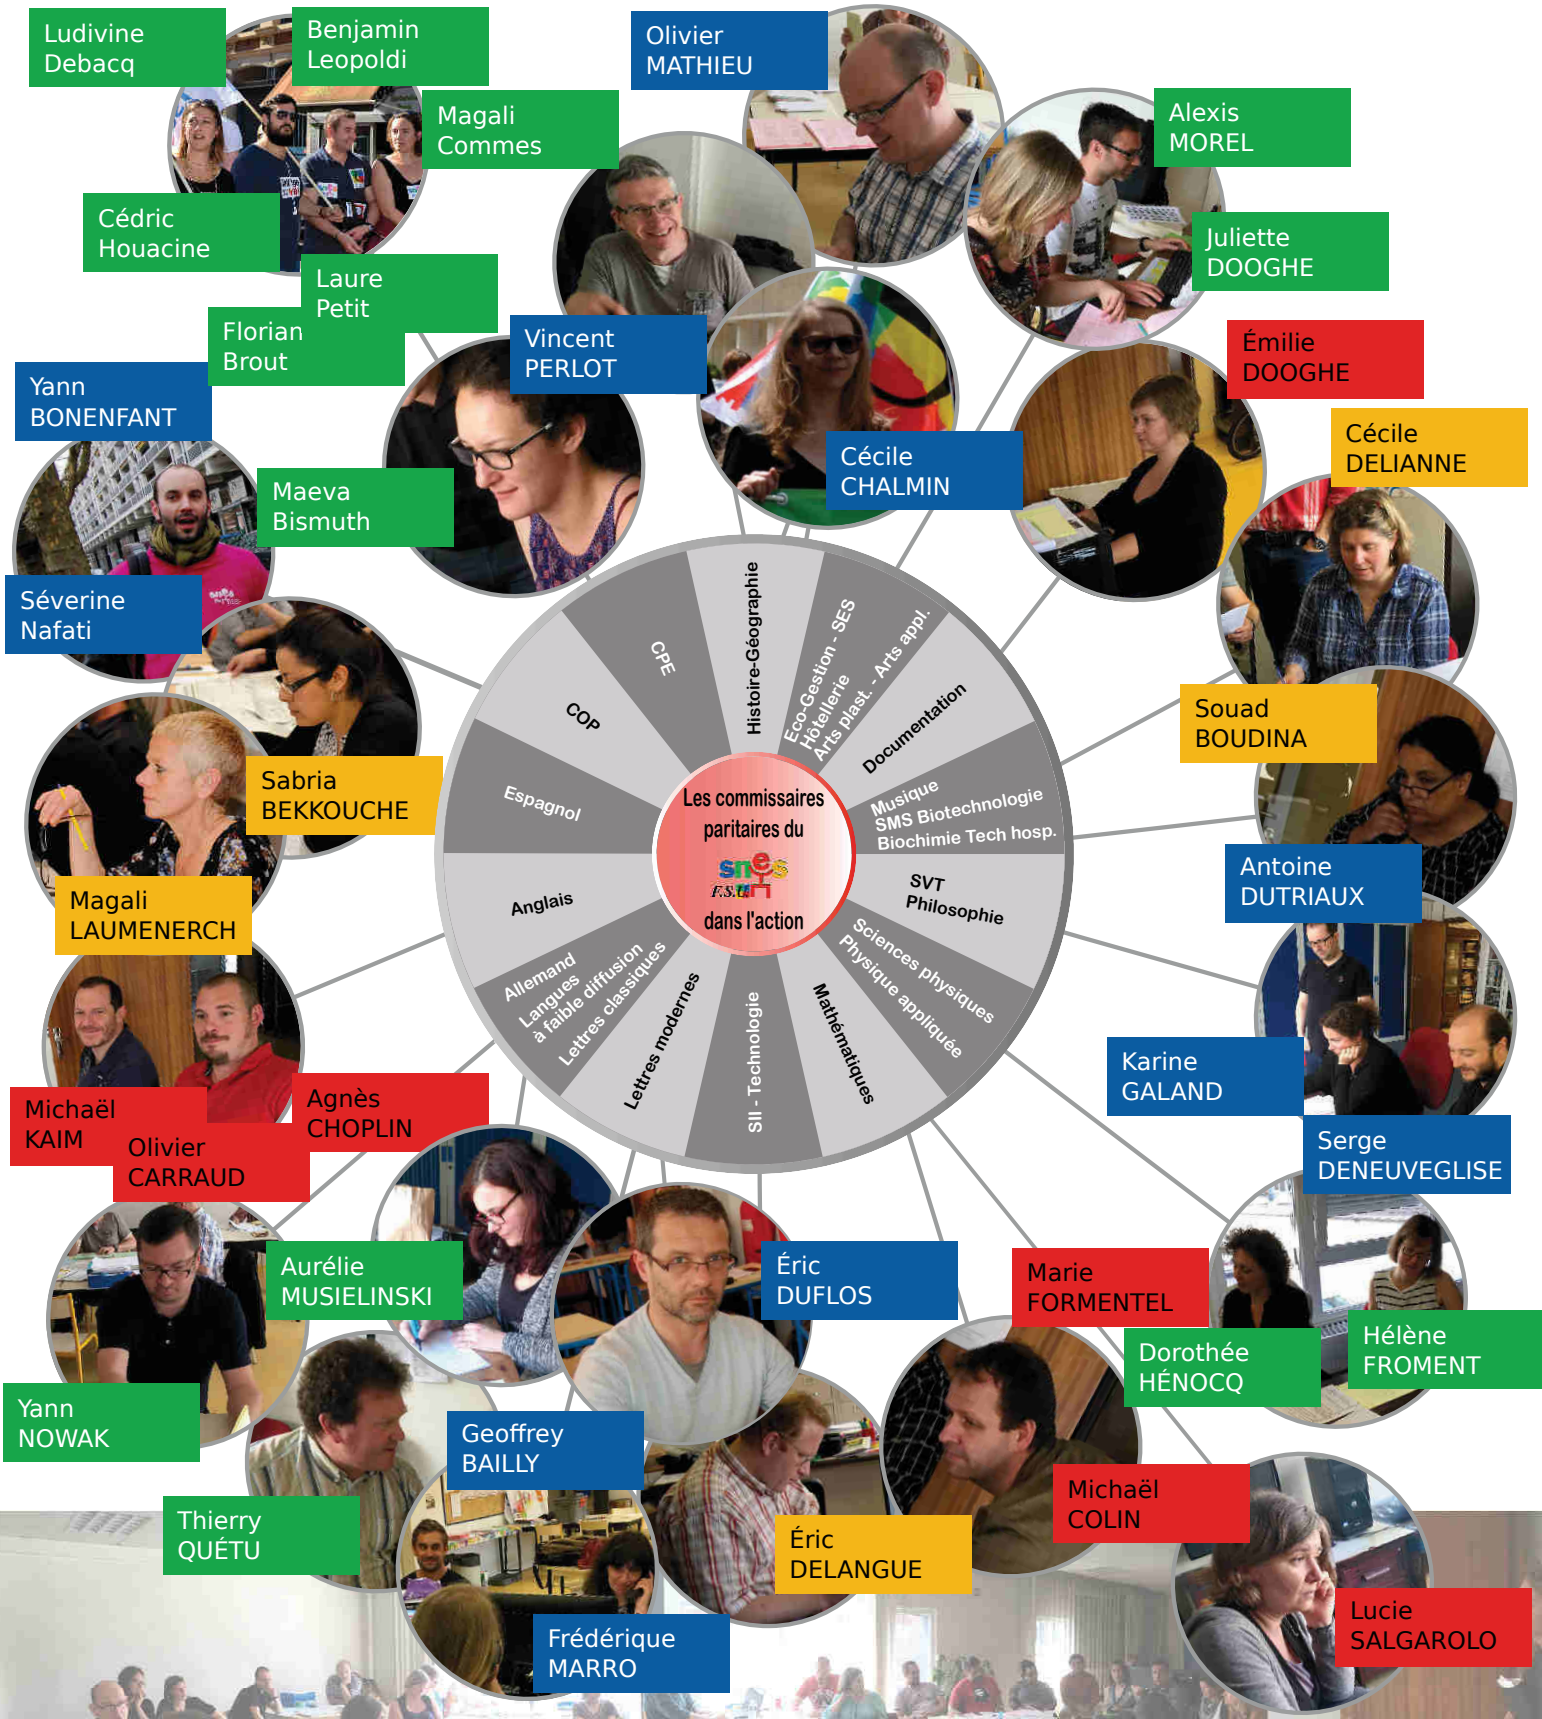 Ludivine
Debacq
Benjamin
Leopoldi
Magali
Commes
Cédric
Houacine
Laure
Petit
Florian
Brout
Olivier
MATHIEU
Alexis
MOREL
Juliette
DOOGHE
Vincent
PERLOT
Cécile
CHALMIN
Émilie
DOOGHE
Cécile
DELIANNE
Yann
BONENFANT
Maeva
Bismuth
Séverine
Nafati
Souad
BOUDINA
Sabria
BEKKOUCHE
Magali
LAUMENERCH
Antoine
DUTRIAUX
Karine
GALAND
Serge
DENEUVEGLISE
Michaël
KAIM
Olivier
CARRAUD
Agnès
CHOPLIN
Histoire-Géographie
Eco-Gestion - SES
Hôtellerie
Arts plast. - Arts appl.
Documentation
Musique
SMS Biotechnologie
Biochimie Tech hosp.
SVT
Philosophie
Sciences physiques
Physique appliquée
Mathématiques
SII - Technologie
Lettres modernes
Allemand
Langues
à faible diffusion
Lettres classiques
Anglais
Espagnol
COP
CPE
Les commissaires
paritaires du
snes
F.S.U.
dans l'action
Aurélie
MUSIELINSKI
Éric
DUFLOS
Marie
FORMENTEL
Dorothée
HÉNOCQ
Hélène
FROMENT
Yann
NOWAK
Geoffrey
BAILLY
Thierry
QUÉTU
Éric
DELANGUE
Michaël
COLIN
Frédérique
MARRO
Lucie
SALGAROLO